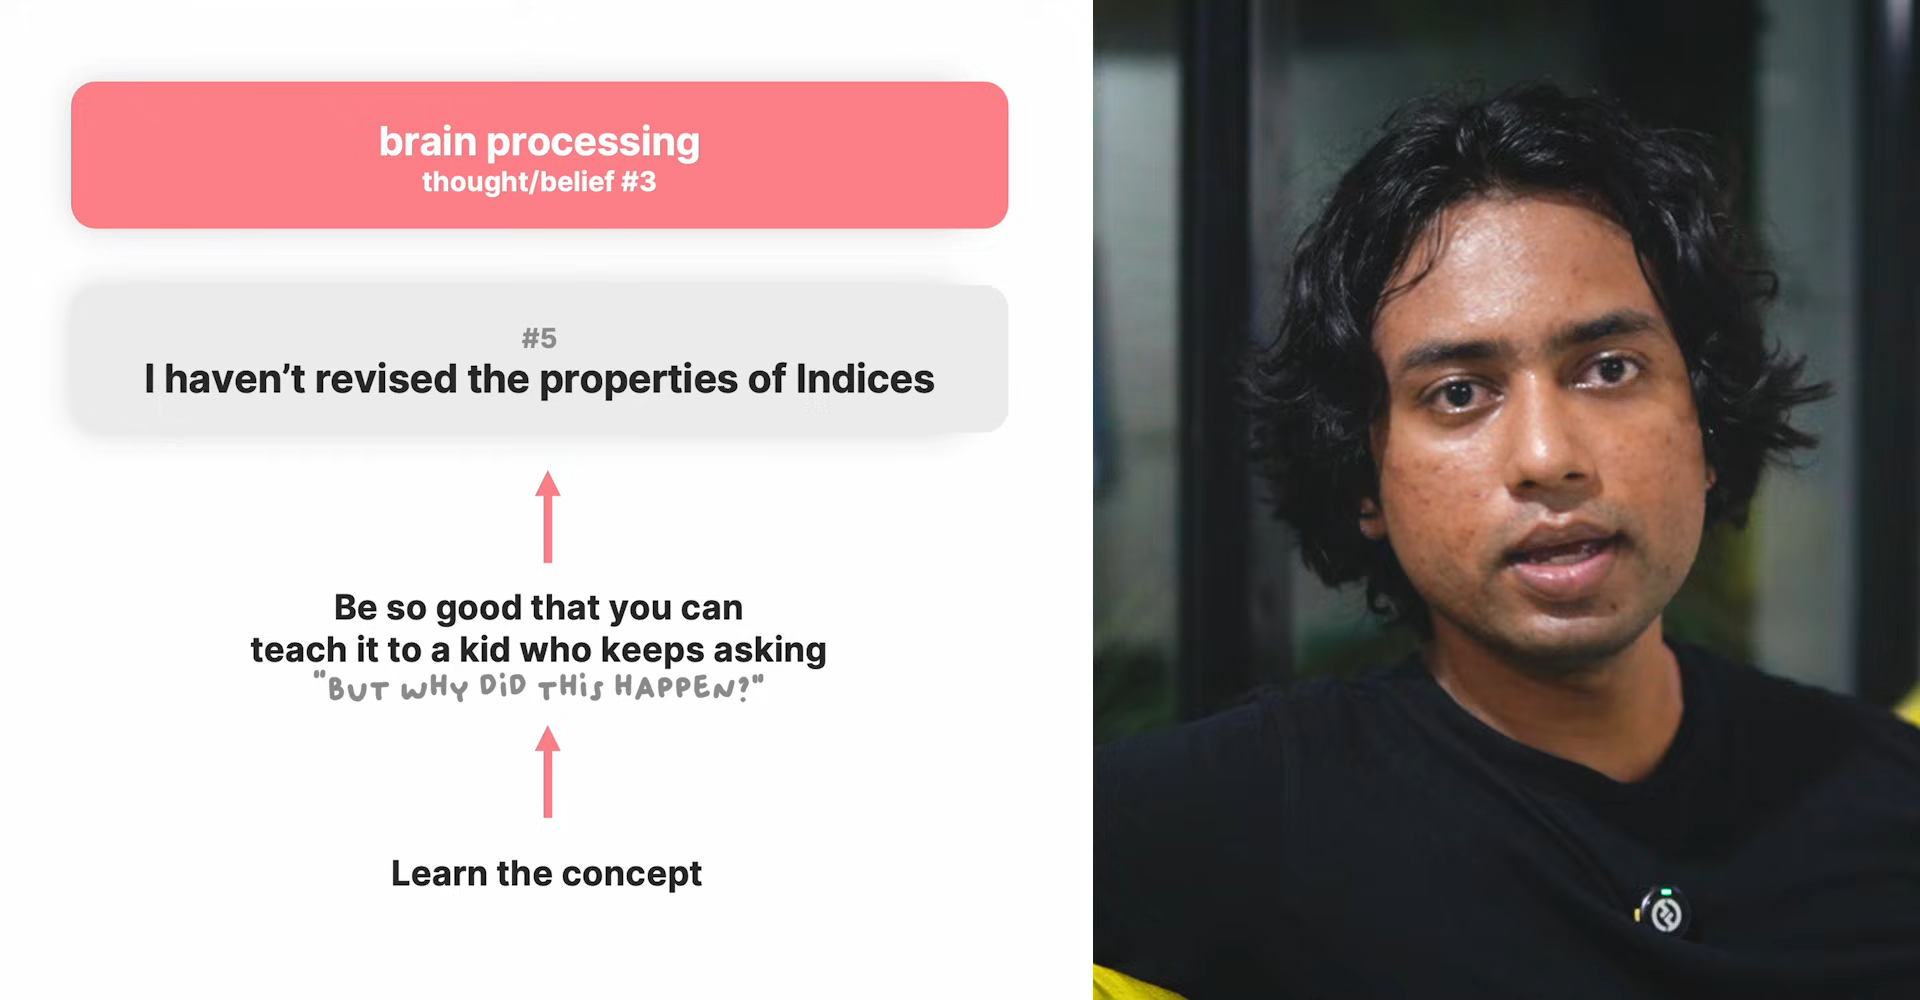 brain processing
thought/belief #3
#5
I haven’t revised the properties of Indices
Be so good that you can
teach it to a kid who keeps asking
"BUT WHY DiD THiS HAPPEN?"
Learn the concept